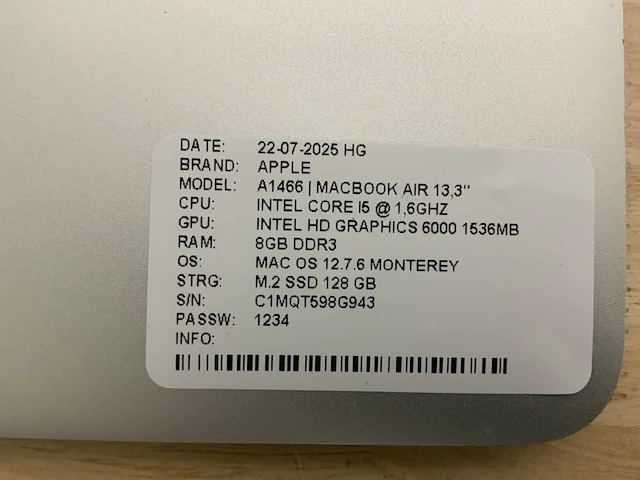 DATE: 22-07-2025 HG
BRAND: APPLE
MODEL: A1466 | MACBOOK AIR 13,3"
CPU: INTEL CORE I5 @ 1,6GHZ
GPU: INTEL HD GRAPHICS 6000 1536MB
RAM: 8GB DDR3
OS: MAC OS 12.7.6 MONTEREY
STRG: M.2 SSD 128 GB
S/N: C1MQT598G943
PASSW: 1234
INFO: